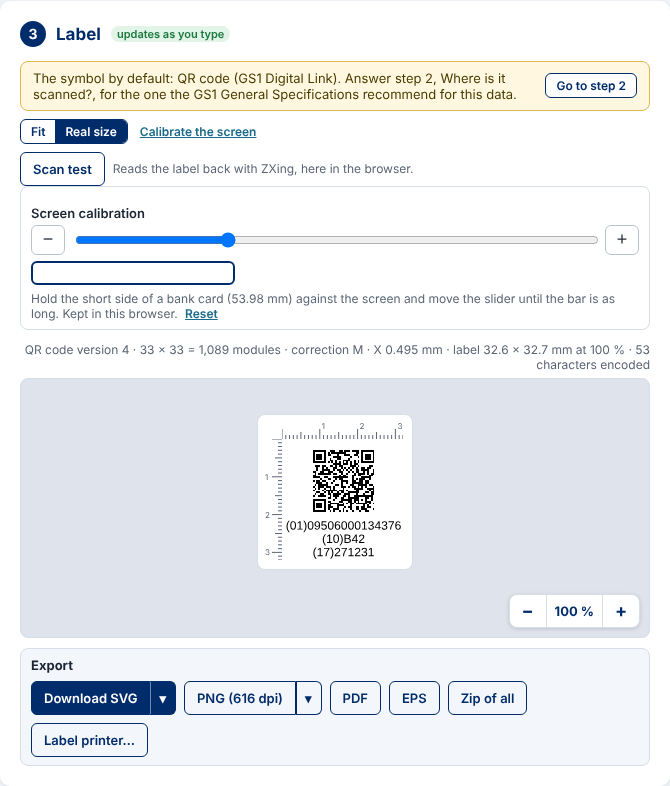 3 Label updates as you type
The symbol by default: QR code (GS1 Digital Link). Answer step 2, Where is it
scanned?, for the one the GS1 General Specifications recommend for this data.
Go to step 2
Fit Real size Calibrate the screen
Scan test Reads the label back with ZXing, here in the browser.
Screen calibration
− +
Hold the short side of a bank card (53.98 mm) against the screen and move the slider until the bar is as
long. Kept in this browser. Reset
QR code version 4 · 33 × 33 = 1,089 modules · correction M · X 0.495 mm · label 32.6 × 32.7 mm at 100 % · 53
characters encoded
1 2 3
1
2
3
(01)09506000134376
(10)B42
(17)271231
− 100 % +
Export
Download SVG ▼ PNG (616 dpi) ▼ PDF EPS Zip of all
Label printer...